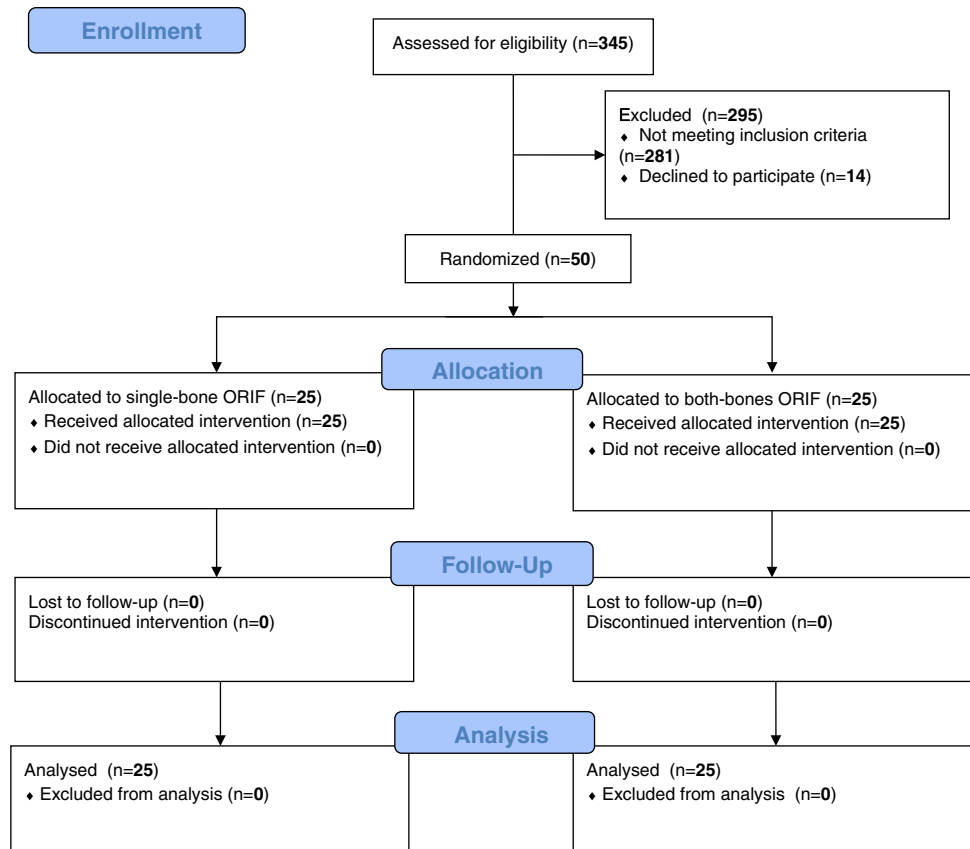 Enrollment
Assessed for eligibility (n=345)
Excluded (n=295)
♦ Not meeting inclusion criteria
(n=281)
♦ Declined to participate (n=14)
Randomized (n=50)
Allocation
Allocated to single-bone ORIF (n=25)
♦ Received allocated intervention (n=25)
♦ Did not receive allocated intervention (n=0)
Allocated to both-bones ORIF (n=25)
♦ Received allocated intervention (n=25)
♦ Did not receive allocated intervention (n=0)
Follow-Up
Lost to follow-up (n=0)
Discontinued intervention (n=0)
Lost to follow-up (n=0)
Discontinued intervention (n=0)
Analysis
Analysed (n=25)
♦ Excluded from analysis (n=0)
Analysed (n=25)
♦ Excluded from analysis (n=0)